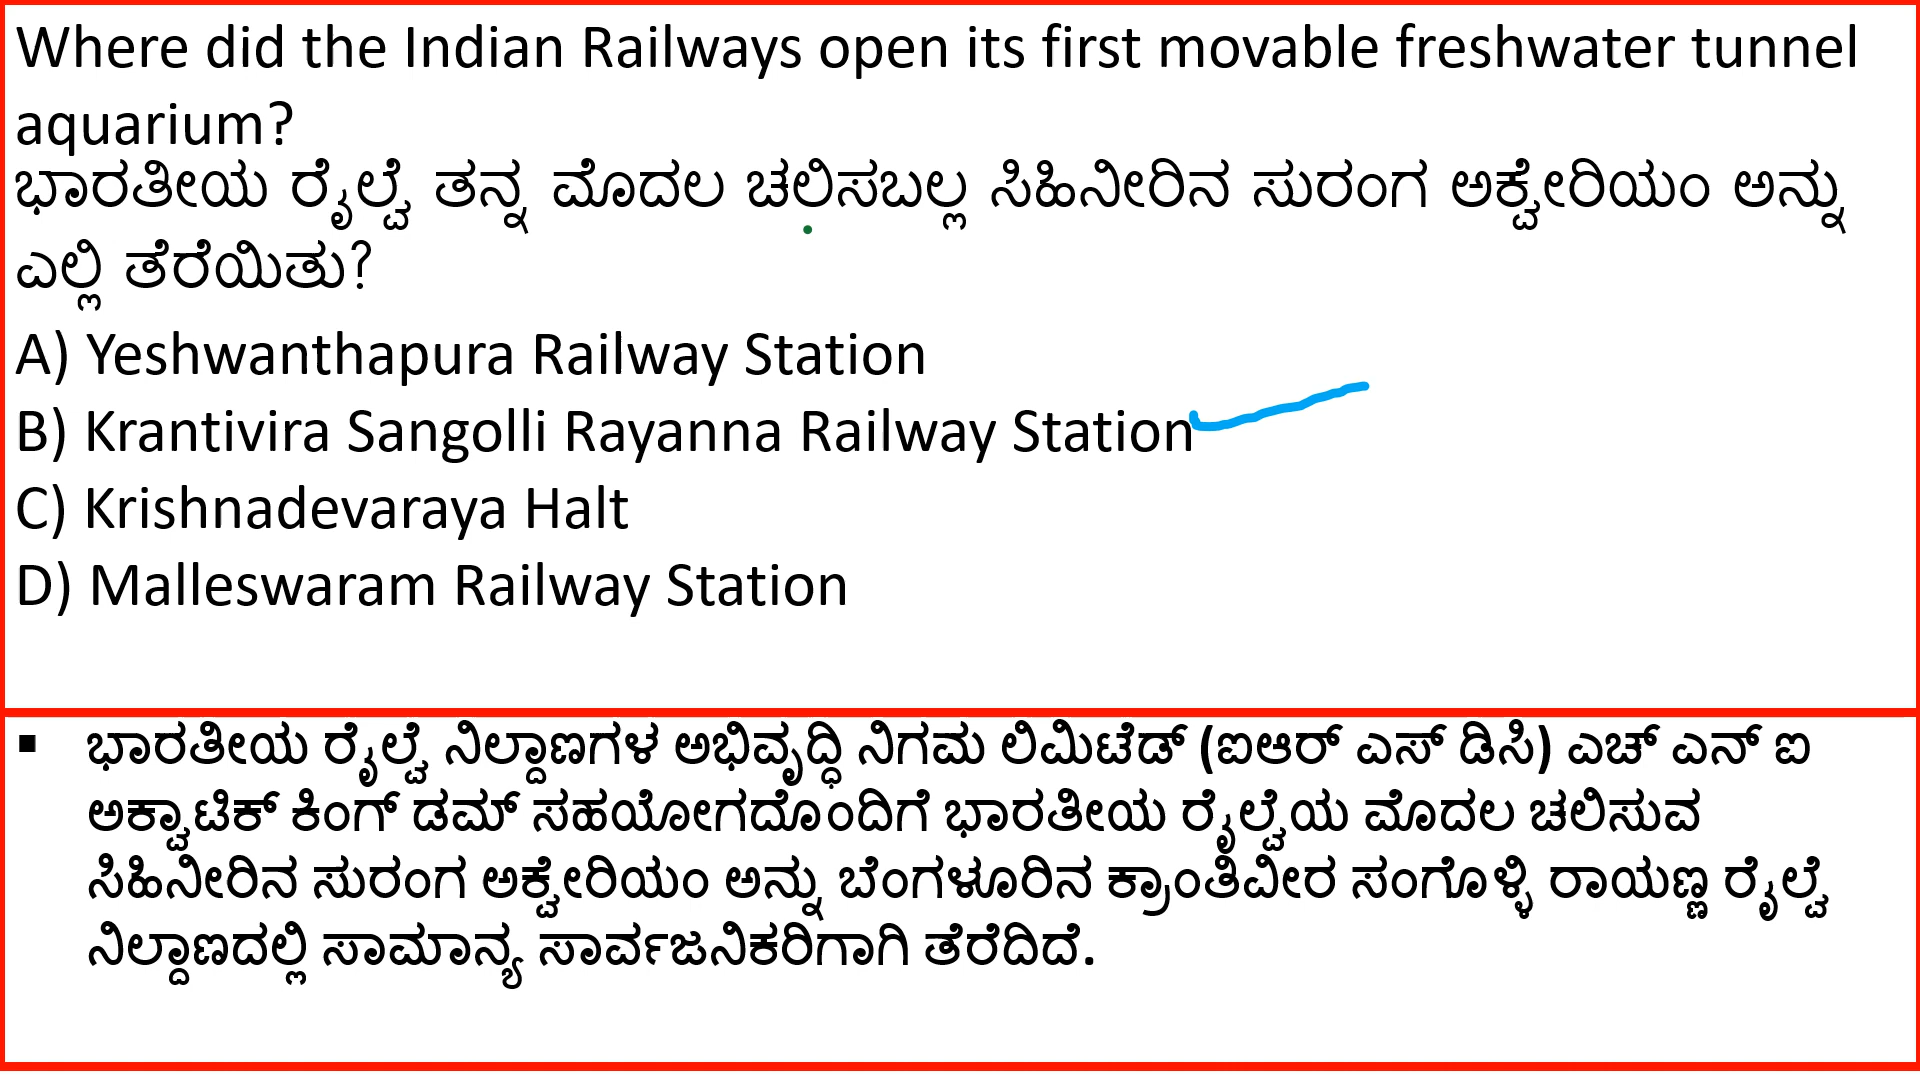 Where did the Indian Railways open its first movable freshwater tunnel
aquarium?
ಭಾರತೀಯ ರೈಲ್ವೆ ತನ್ನ ಮೊದಲ ಚಲಿಸಬಲ್ಲ ಸಿಹಿನೀರಿನ ಸುರಂಗ ಅಕ್ವೇರಿಯಂ ಅನ್ನು
ಎಲ್ಲಿ ತೆರೆಯಿತು?
A) Yeshwanthapura Railway Station
B) Krantivira Sangolli Rayanna Railway Station
C) Krishnadevaraya Halt
D) Malleswaram Railway Station
▪ ಭಾರತೀಯ ರೈಲ್ವೆ ನಿಲ್ದಾಣಗಳ ಅಭಿವೃದ್ಧಿ ನಿಗಮ ಲಿಮಿಟೆಡ್ (ಐಆರ್ ಎಸ್ ಡಿಸಿ) ಎಚ್ ಎನ್ ಐ
ಅಕ್ವಾಟಿಕ್ ಕಿಂಗ್ ಡಮ್ ಸಹಯೋಗದೊಂದಿಗೆ ಭಾರತೀಯ ರೈಲ್ವೆಯ ಮೊದಲ ಚಲಿಸುವ
ಸಿಹಿನೀರಿನ ಸುರಂಗ ಅಕ್ವೇರಿಯಂ ಅನ್ನು ಬೆಂಗಳೂರಿನ ಕ್ರಾಂತಿವೀರ ಸಂಗೊಳ್ಳಿ ರಾಯಣ್ಣ ರೈಲ್ವೆ
ನಿಲ್ದಾಣದಲ್ಲಿ ಸಾಮಾನ್ಯ ಸಾರ್ವಜನಿಕರಿಗಾಗಿ ತೆರೆದಿದೆ.